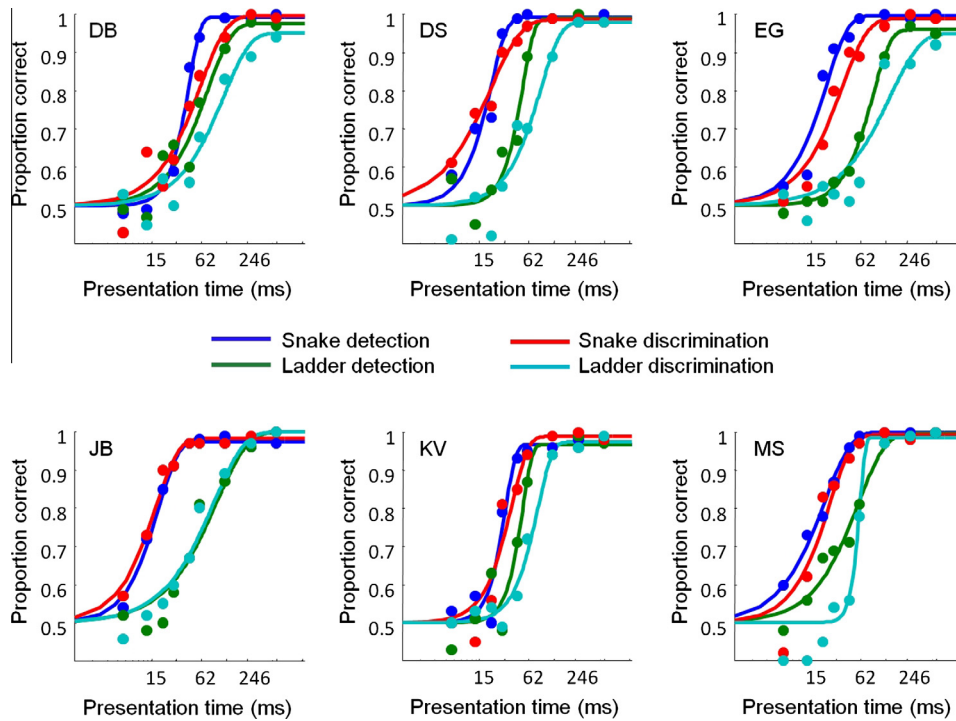 DB
DS
EG
Proportion correct
1
0.9
0.8
0.7
0.6
0.5
15 62 246
Presentation time (ms)
Proportion correct
1
0.9
0.8
0.7
0.6
0.5
15 62 246
Presentation time (ms)
Proportion correct
1
0.9
0.8
0.7
0.6
0.5
15 62 246
Presentation time (ms)
Snake detection
Snake discrimination
Ladder detection
Ladder discrimination
JB
KV
MS
Proportion correct
1
0.9
0.8
0.7
0.6
0.5
15 62 246
Presentation time (ms)
Proportion correct
1
0.9
0.8
0.7
0.6
0.5
15 62 246
Presentation time (ms)
Proportion correct
1
0.9
0.8
0.7
0.6
0.5
15 62 246
Presentation time (ms)